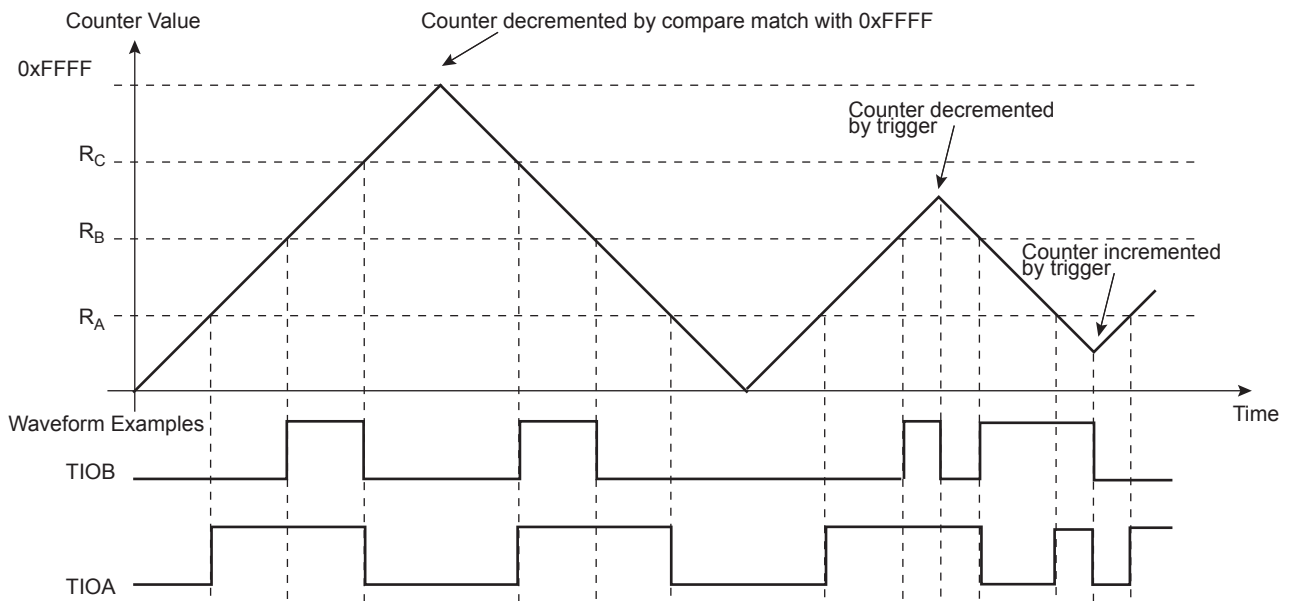 Counter Value
Counter decremented by compare match with 0xFFFF
0xFFFF
Counter decremented
by trigger
RC
RB
Counter incremented
by trigger
RA
Time
Waveform Examples
TIOB
TIOA